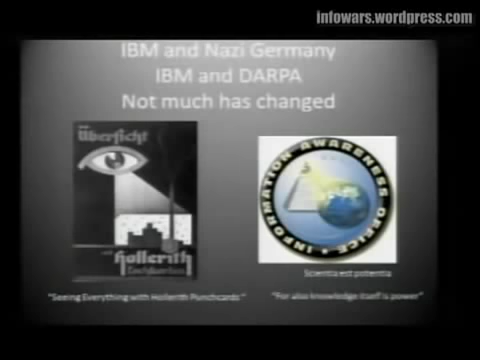 infowars.wordpress.com
IBM and Nazi Germany
IBM and DARPA
Not much has changed
Übersicht
Hollerith
Lochkarten
INFORMATION AWARENESS OFFICE
Scientia est potentia
"Seeing Everything with Hollerith Punchcards"
"For also knowledge itself is power"